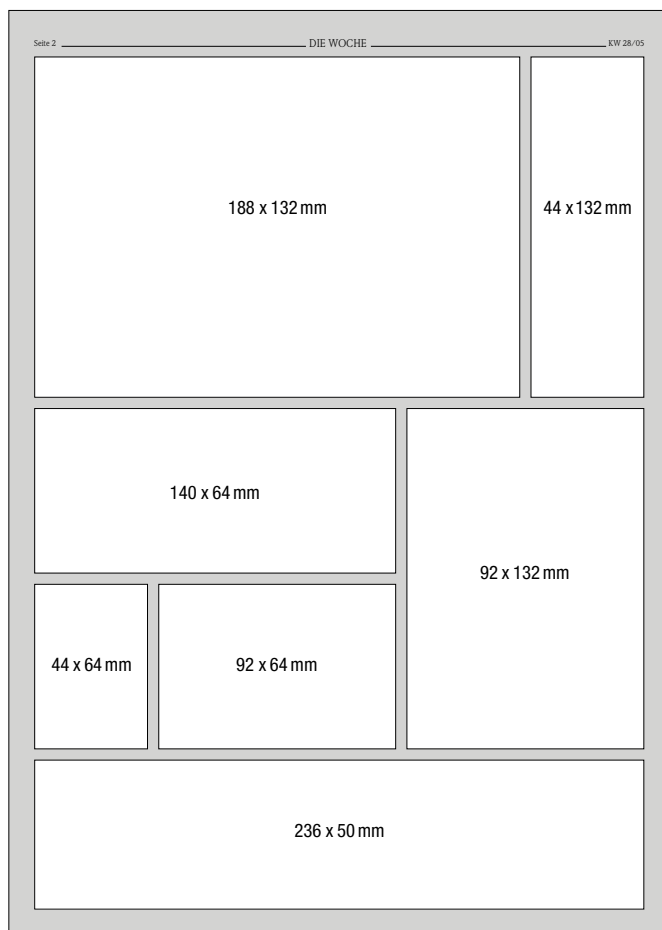 Seite 2 DIE WOCHE KW 28/05
188 x 132 mm
44 x 132 mm
140 x 64 mm
92 x 132 mm
44 x 64 mm
92 x 64 mm
236 x 50 mm